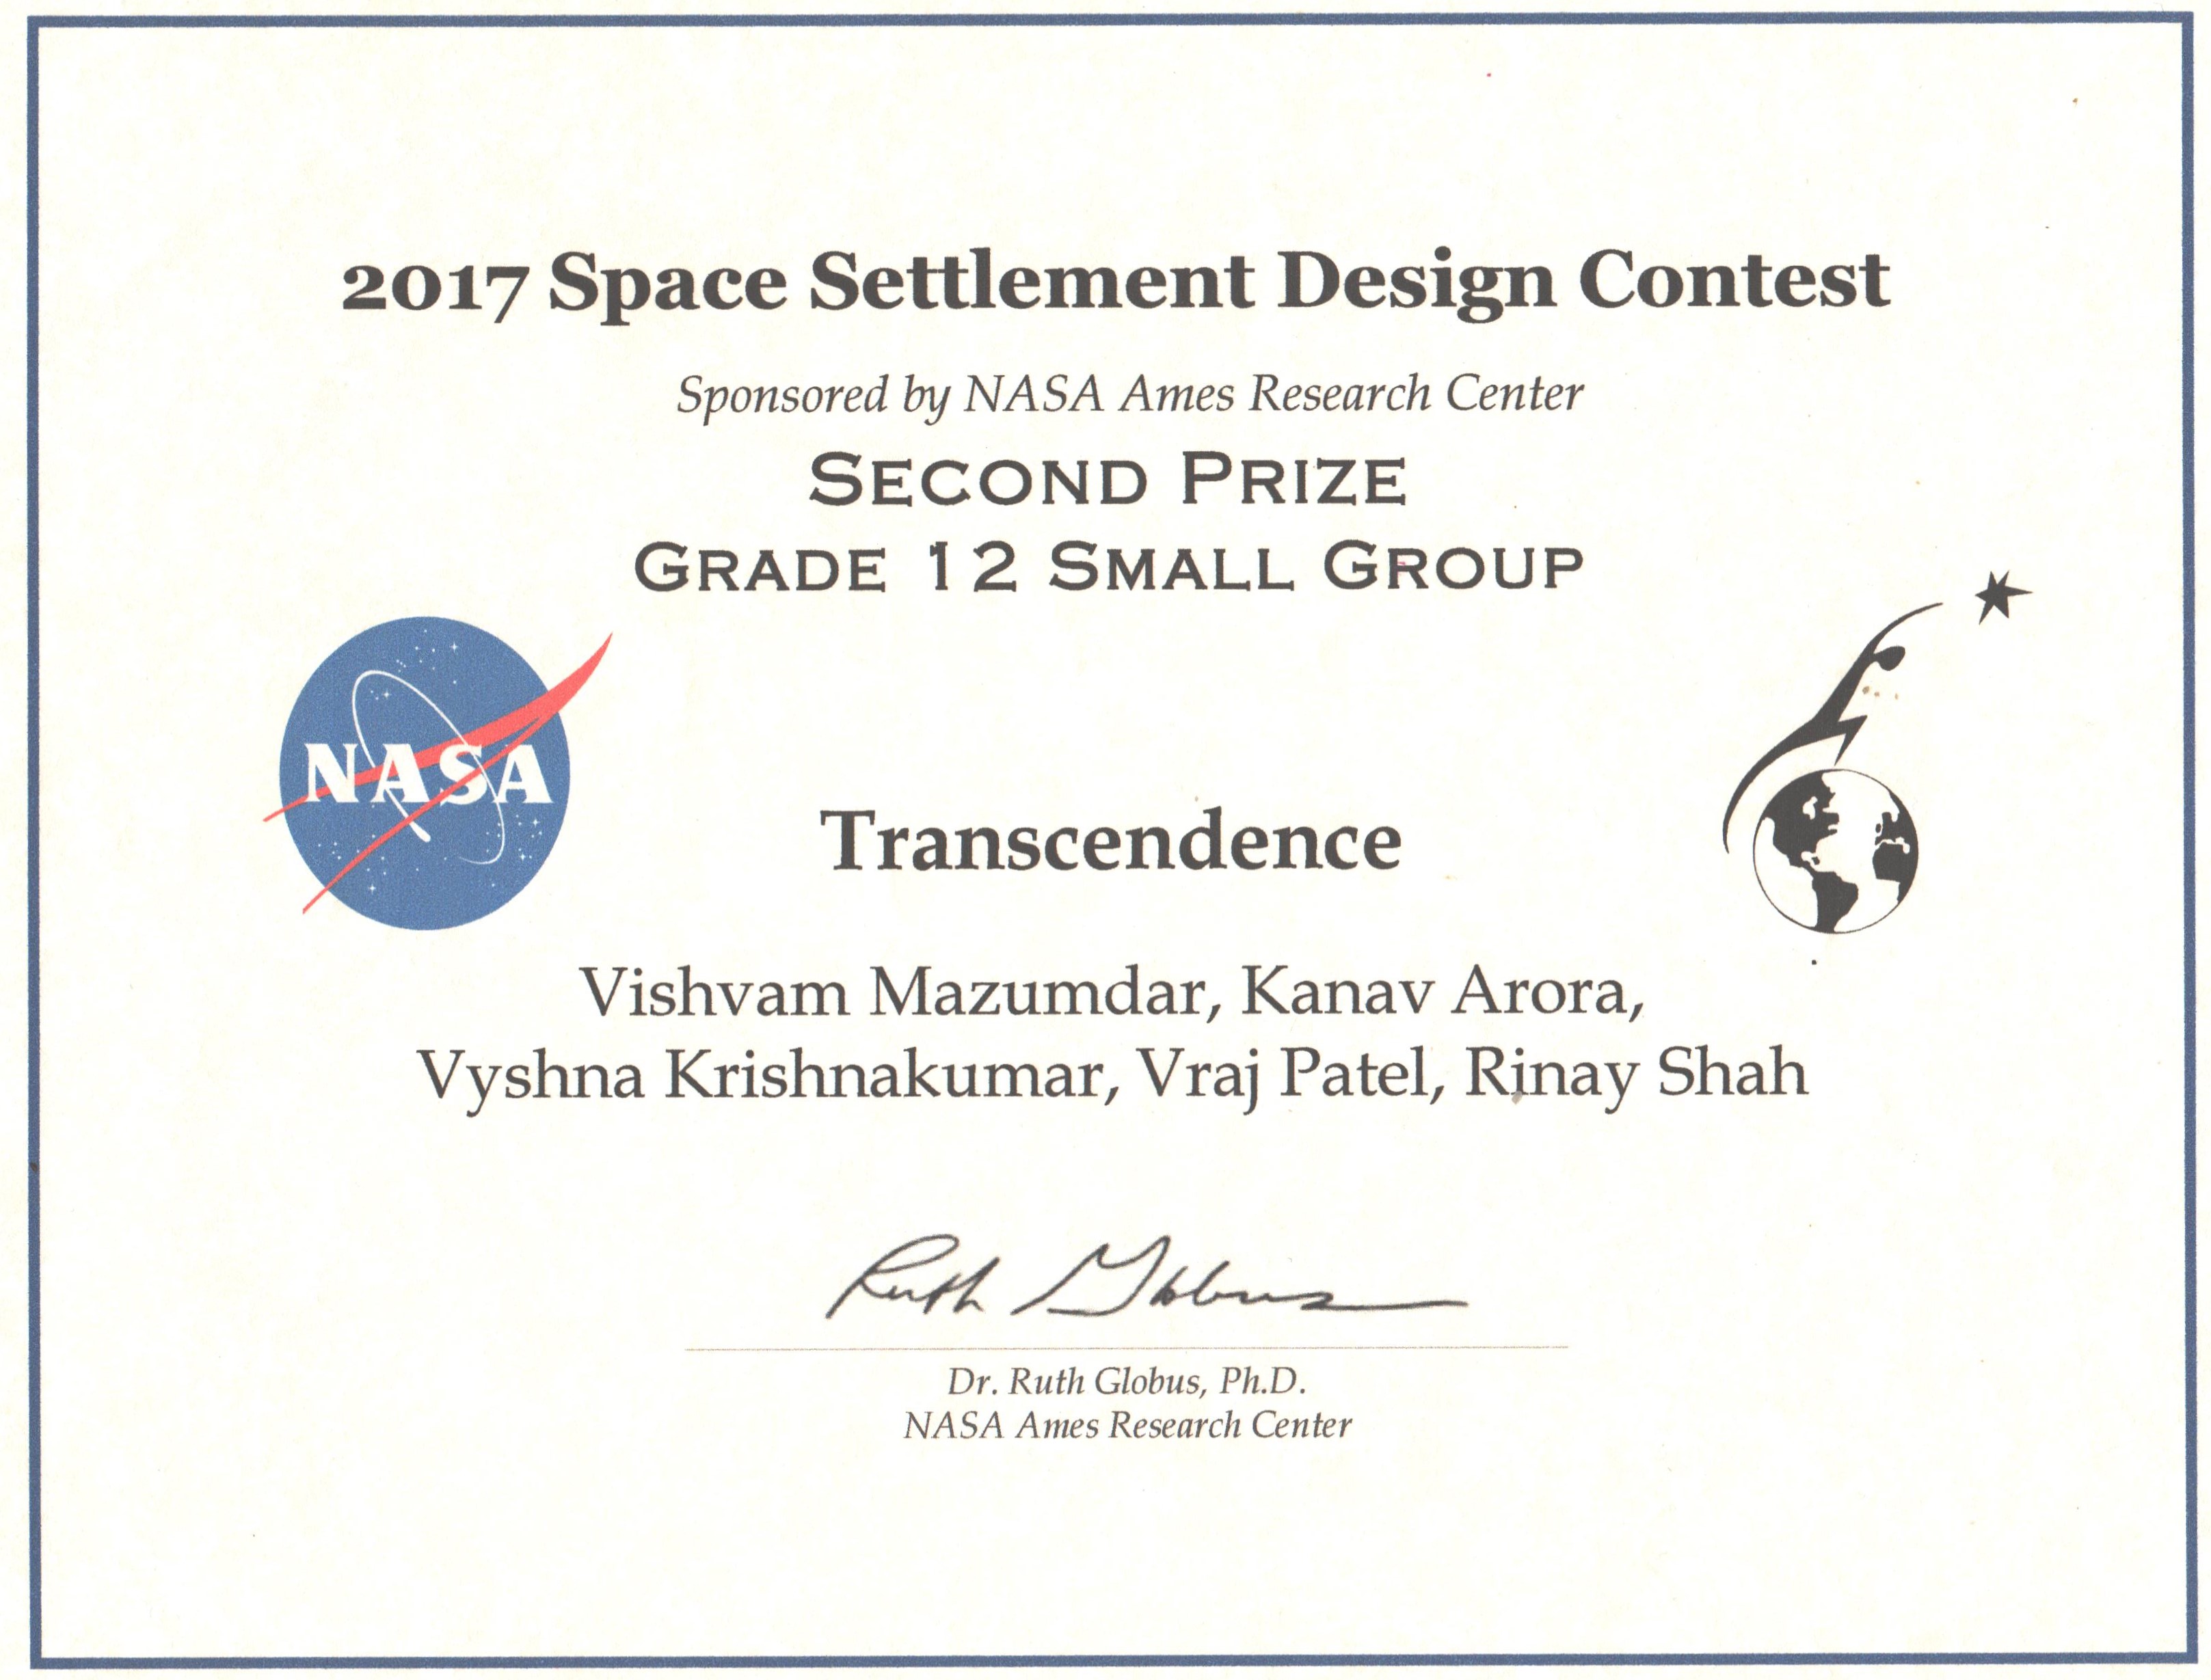 2017 Space Settlement Design Contest
Sponsored by NASA Ames Research Center
SECOND PRIZE
GRADE 12 SMALL GROUP
NASA
Transcendence
Vishvam Mazumdar, Kanav Arora,
Vyshna Krishnakumar, Vraj Patel, Rinay Shah
Ruth Globus
Dr. Ruth Globus, Ph.D.
NASA Ames Research Center